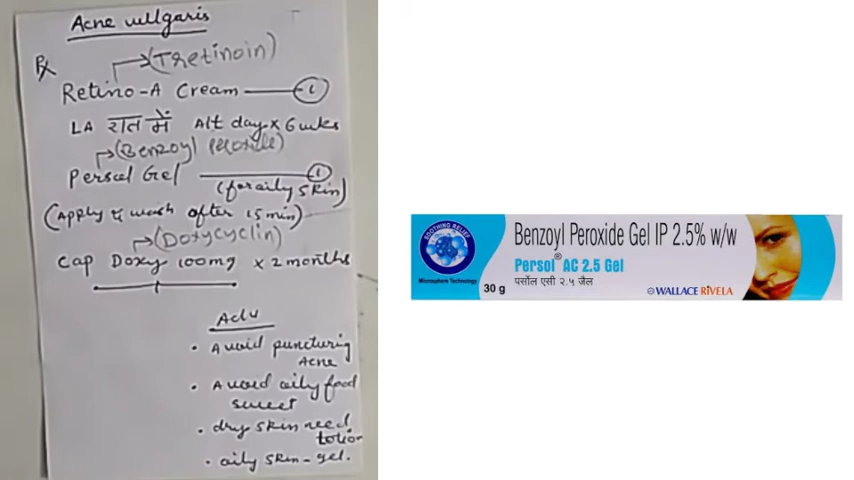 Acne vulgaris
Rx
(Tretinoin)
Retino-A Cream 1
LA रात में Alt day x 6 wks
(Benzoyl Peroxide)
Persol Gel 1
(for oily skin)
(Apply & wash after 15 min)
(Doxycyclin)
Cap Doxy 100mg x 2 months
Adv
• Avoid puncturing
Acne
• Avoid oily food
sweet
• dry skin need
lotion
• oily skin - gel.
SOOTHING RELIEF
Microsphere Technology
Benzoyl Peroxide Gel IP 2.5% w/w
Persol® AC 2.5 Gel
पर्सोल एसी २.५ जैल
30 g
WALLACE RIVELA